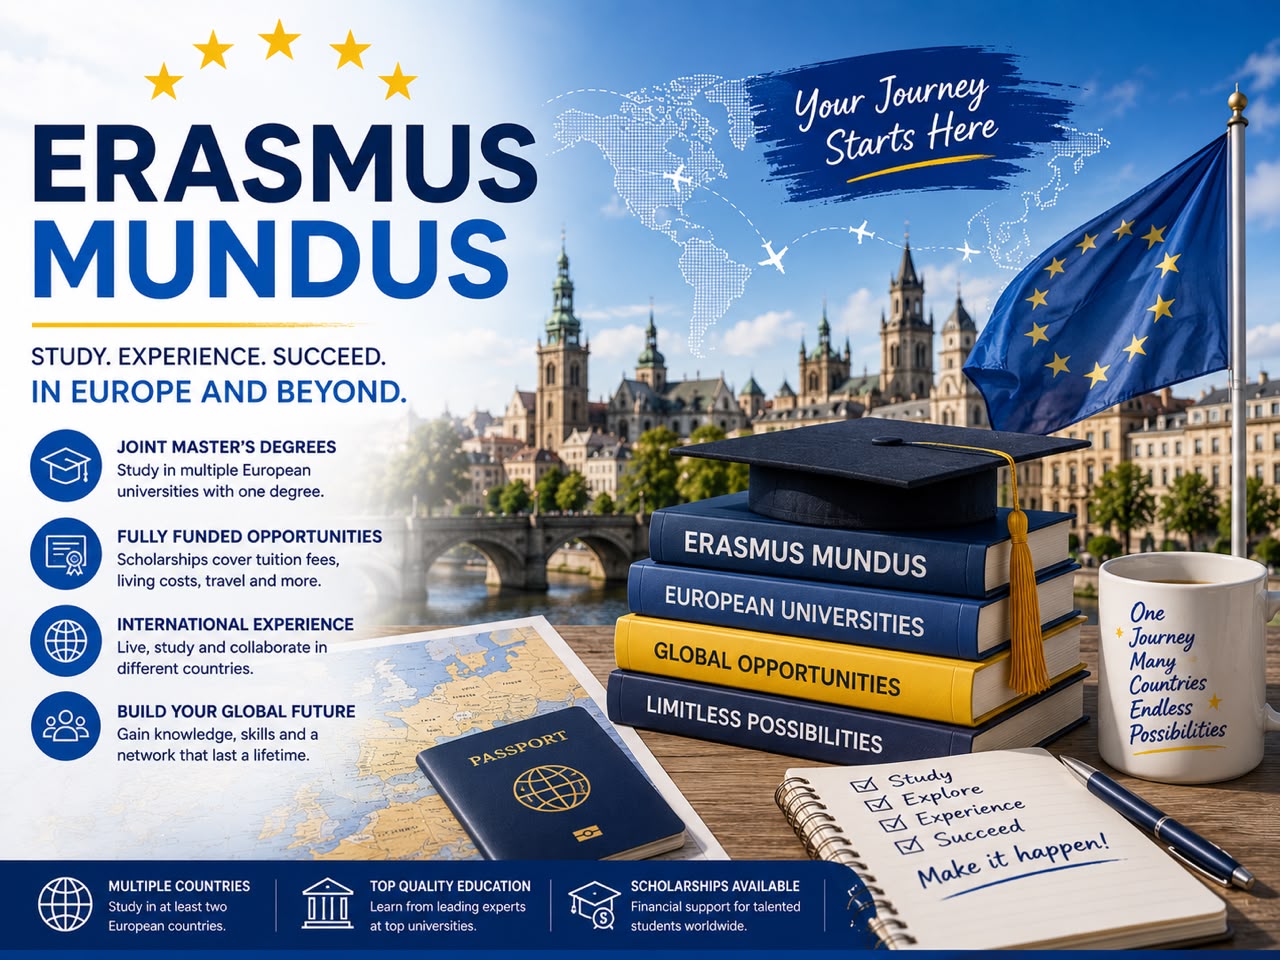 ERASMUS
MUNDUS
STUDY. EXPERIENCE. SUCCEED.
IN EUROPE AND BEYOND.
JOINT MASTER'S DEGREES
Study in multiple European
universities with one degree.
FULLY FUNDED OPPORTUNITIES
Scholarships cover tuition fees,
living costs, travel and more.
INTERNATIONAL EXPERIENCE
Live, study and collaborate in
different countries.
BUILD YOUR GLOBAL FUTURE
Gain knowledge, skills and a
network that last a lifetime.
Your Journey
Starts Here
ERASMUS MUNDUS
EUROPEAN UNIVERSITIES
GLOBAL OPPORTUNITIES
LIMITLESS POSSIBILITIES
One
Journey
Many
Countries
Endless
Possibilities
PASSPORT
Study
Explore
Experience
Succeed
Make it happen!
MULTIPLE COUNTRIES
Study in at least two
European countries.
TOP QUALITY EDUCATION
Learn from leading experts
at top universities.
SCHOLARSHIPS AVAILABLE
Financial support for talented
students worldwide.